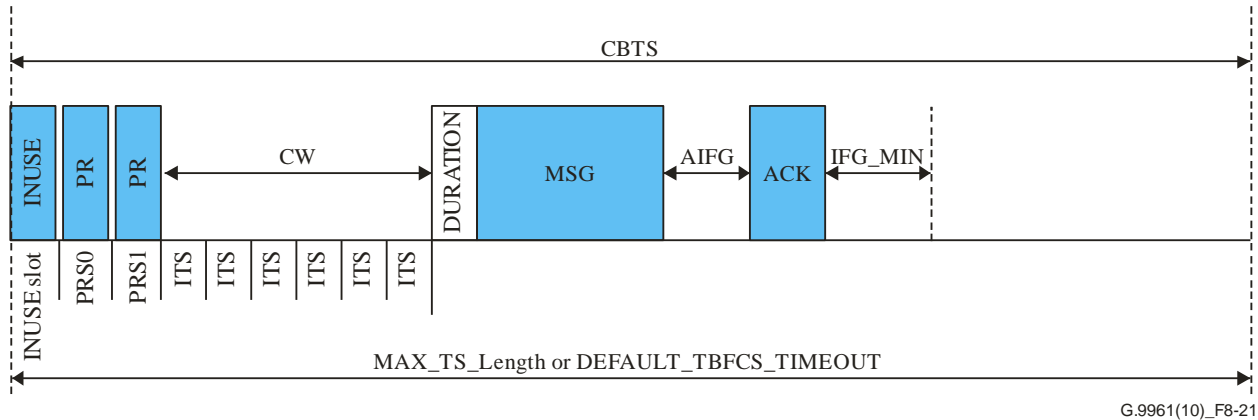 CBTS
INUSE
PR
PR
CW
DURATION
MSG
AIFG
ACK
IFG_MIN
INUSE slot
PRS0
PRS1
ITS
ITS
ITS
ITS
ITS
ITS
MAX_TS_Length or DEFAULT_TBFCS_TIMEOUT
G.9961(10)_F8-21